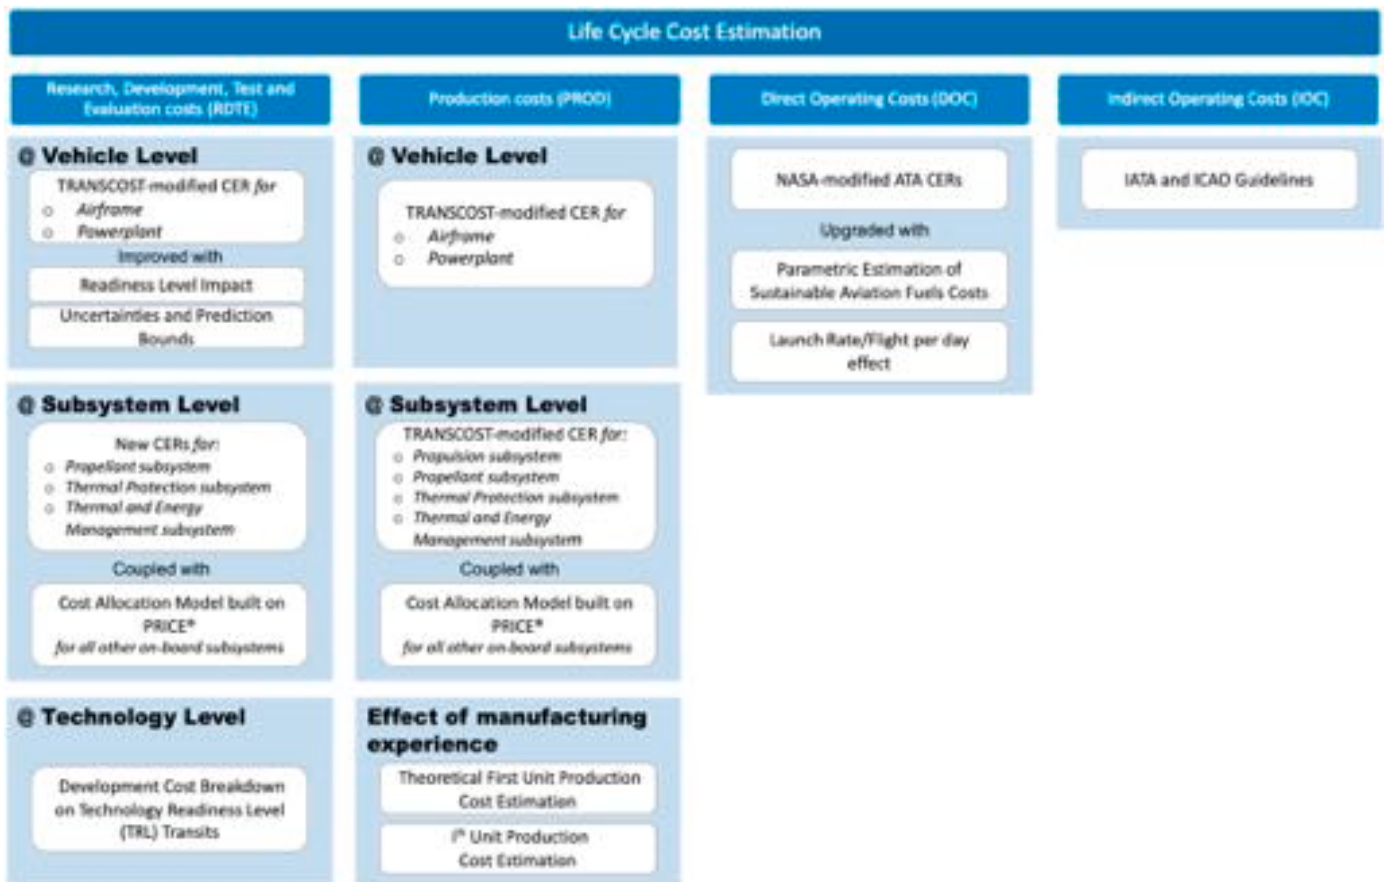 Life Cycle Cost Estimation
Research, Development, Test and
Evaluation costs (RDTE)
@ Vehicle Level
TRANSCOST-modified CER for
o Airframe
o Powerplant
Improved with
Readiness Level Impact
Uncertainties and Prediction
Bounds
@ Subsystem Level
New CERs for:
o Propellant subsystem
o Thermal Protection subsystem
o Thermal and Energy
Management subsystem
Coupled with
Cost Allocation Model built on
PRICE®
for all other on-board subsystems
@ Technology Level
Development Cost Breakdown
on Technology Readiness Level
(TRL) Transits
Production costs (PROD)
@ Vehicle Level
TRANSCOST-modified CER for
o Airframe
o Powerplant
@ Subsystem Level
TRANSCOST-modified CER for:
o Propulsion subsystem
o Propellant subsystem
o Thermal Protection subsystem
o Thermal and Energy
Management subsystem
Coupled with
Cost Allocation Model built on
PRICE®
for all other on-board subsystems
Effect of manufacturing
experience
Theoretical First Unit Production
Cost Estimation
Iᵗʰ Unit Production
Cost Estimation
Direct Operating Costs (DOC)
NASA-modified ATA CERs
Upgraded with
Parametric Estimation of
Sustainable Aviation Fuels Costs
Launch Rate/Flight per day
effect
Indirect Operating Costs (IOC)
IATA and ICAO Guidelines